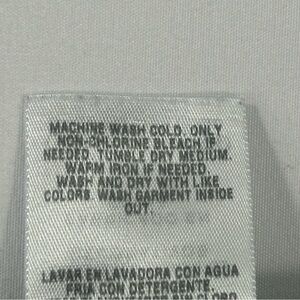 MACHINE WASH COLD. ONLY
NON-CHLORINE BLEACH IF
NEEDED. TUMBLE DRY MEDIUM.
WARM IRON IF NEEDED.
WASH AND DRY WITH LIKE
COLORS. WASH GARMENT INSIDE
OUT.
LAVAR EN LAVADORA CON AGUA
FRIA CON DETERGENTE.